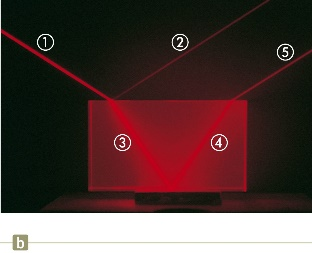 ① ② ⑤
③ ④
b